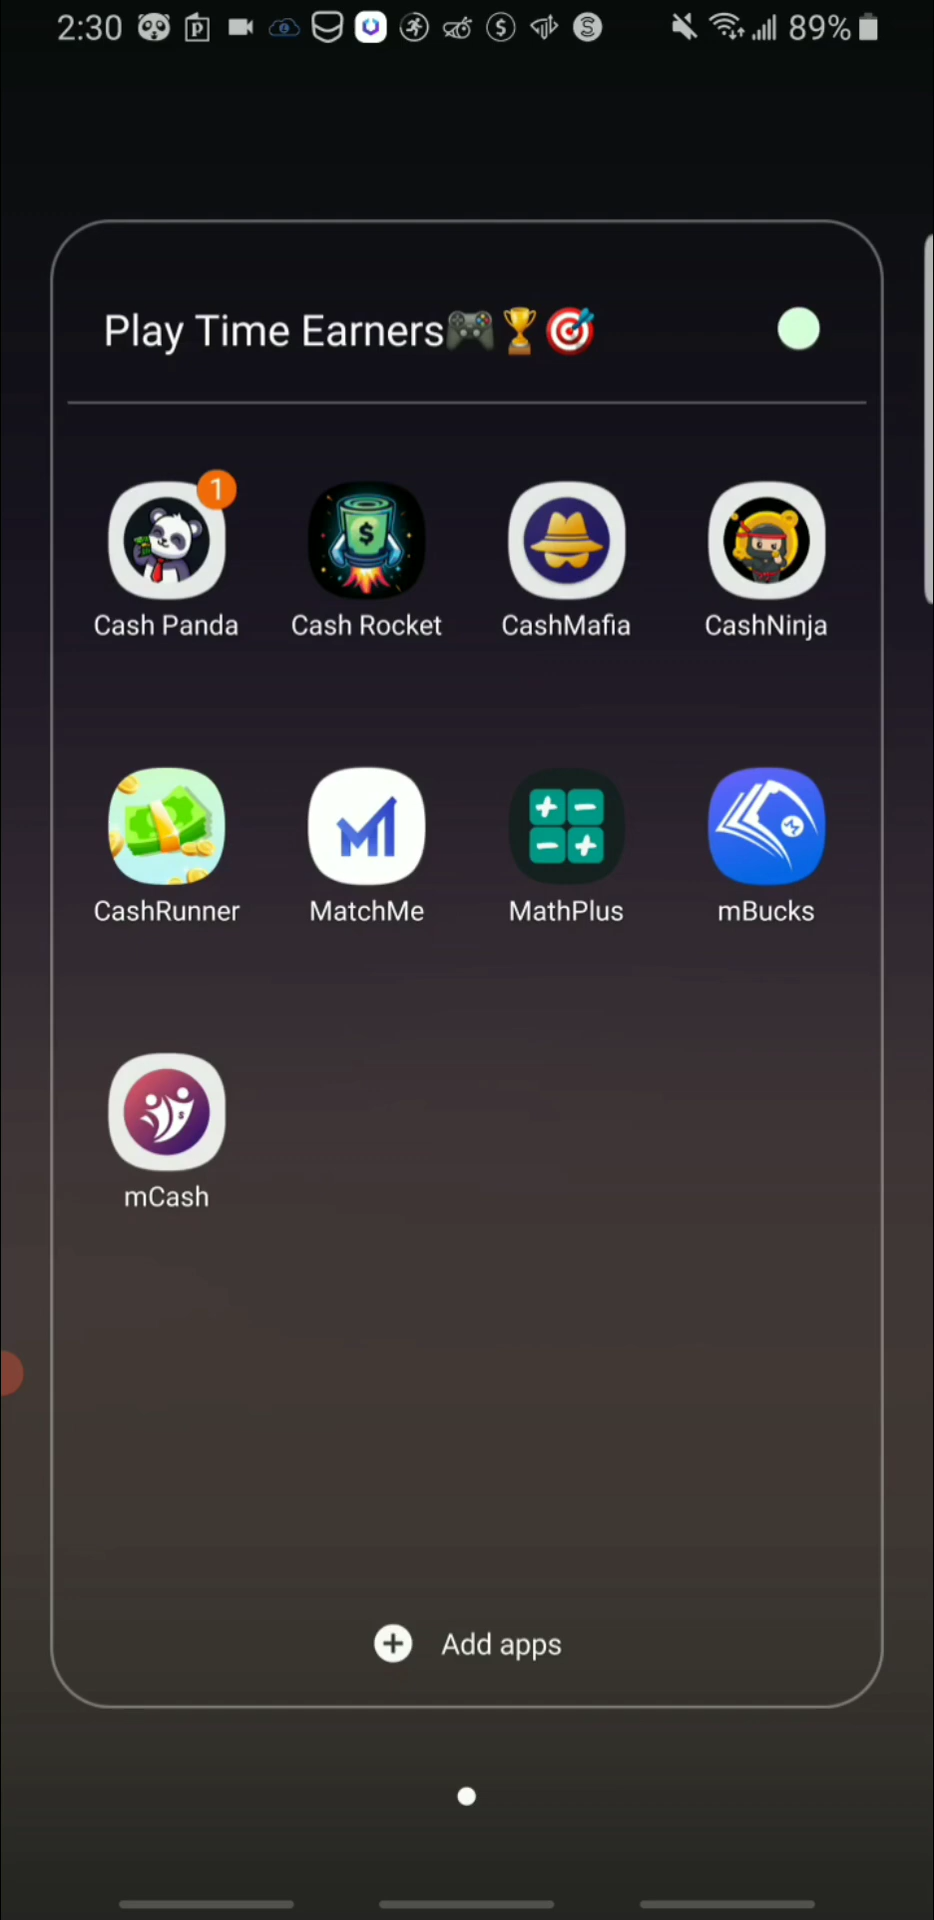 2:30 89%
Play Time Earners🎮🏆🎯
1
Cash Panda Cash Rocket CashMafia CashNinja
CashRunner MatchMe MathPlus mBucks
mCash
Add apps